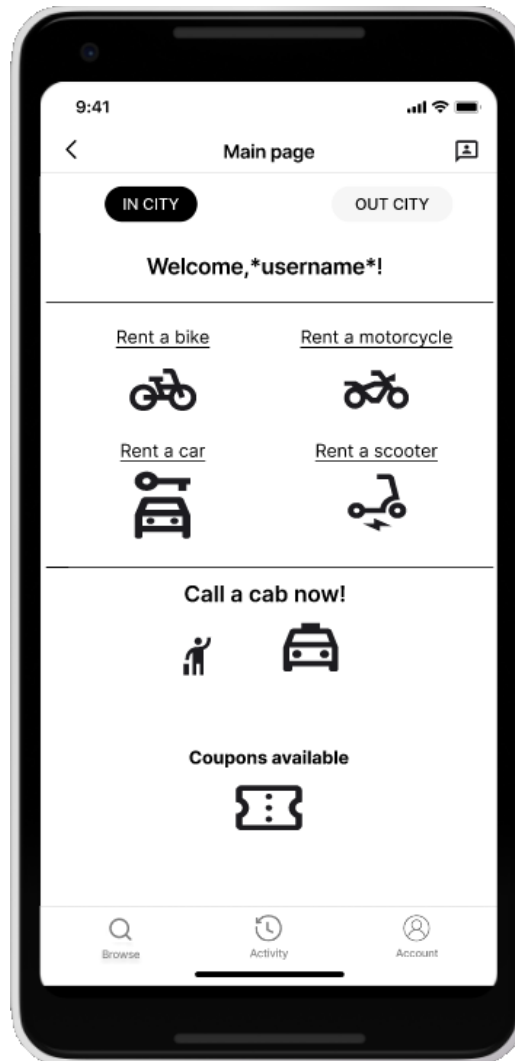 9:41
Main page
IN CITY OUT CITY
Welcome,*username*!
Rent a bike Rent a motorcycle
Rent a car Rent a scooter
Call a cab now!
Coupons available
Browse Activity Account